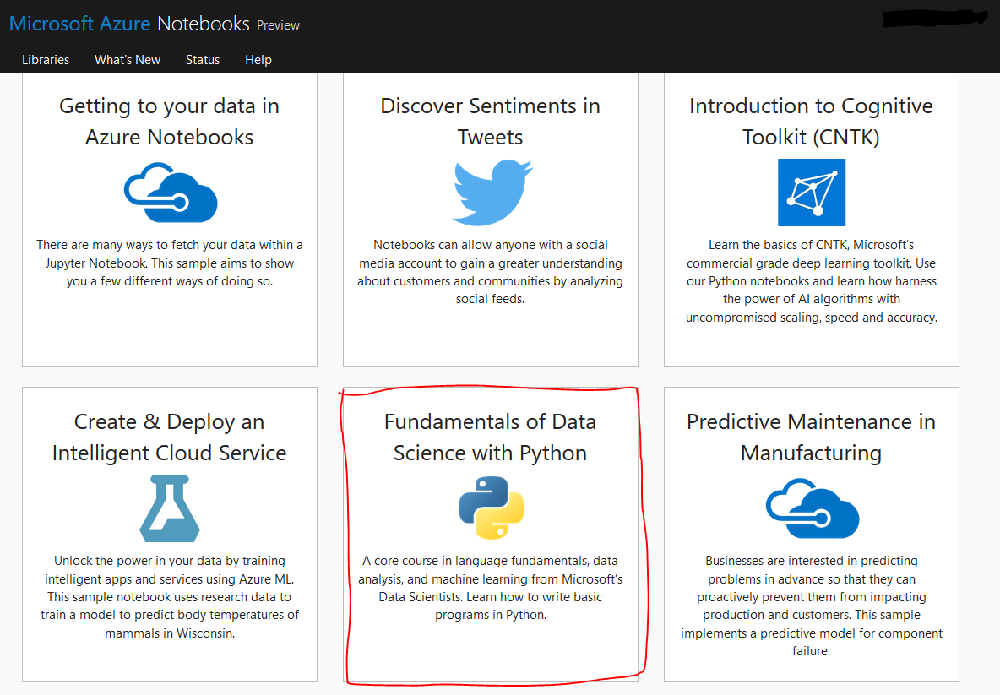 Microsoft Azure Notebooks Preview
Libraries What's New Status Help
Getting to your data in
Azure Notebooks
There are many ways to fetch your data within a
Jupyter Notebook. This sample aims to show
you a few different ways of doing so.
Discover Sentiments in
Tweets
Notebooks can allow anyone with a social
media account to gain a greater understanding
about customers and communities by analyzing
social feeds.
Introduction to Cognitive
Toolkit (CNTK)
Learn the basics of CNTK, Microsoft's
commercial grade deep learning toolkit. Use
our Python notebooks and learn how harness
the power of AI algorithms with
uncompromised scaling, speed and accuracy.
Create & Deploy an
Intelligent Cloud Service
Unlock the power in your data by training
intelligent apps and services using Azure ML.
This sample notebook uses research data to
train a model to predict body temperatures of
mammals in Wisconsin.
Fundamentals of Data
Science with Python
A core course in language fundamentals, data
analysis, and machine learning from Microsoft's
Data Scientists. Learn how to write basic
programs in Python.
Predictive Maintenance in
Manufacturing
Businesses are interested in predicting
problems in advance so that they can
proactively prevent them from impacting
production and customers. This sample
implements a predictive model for component
failure.